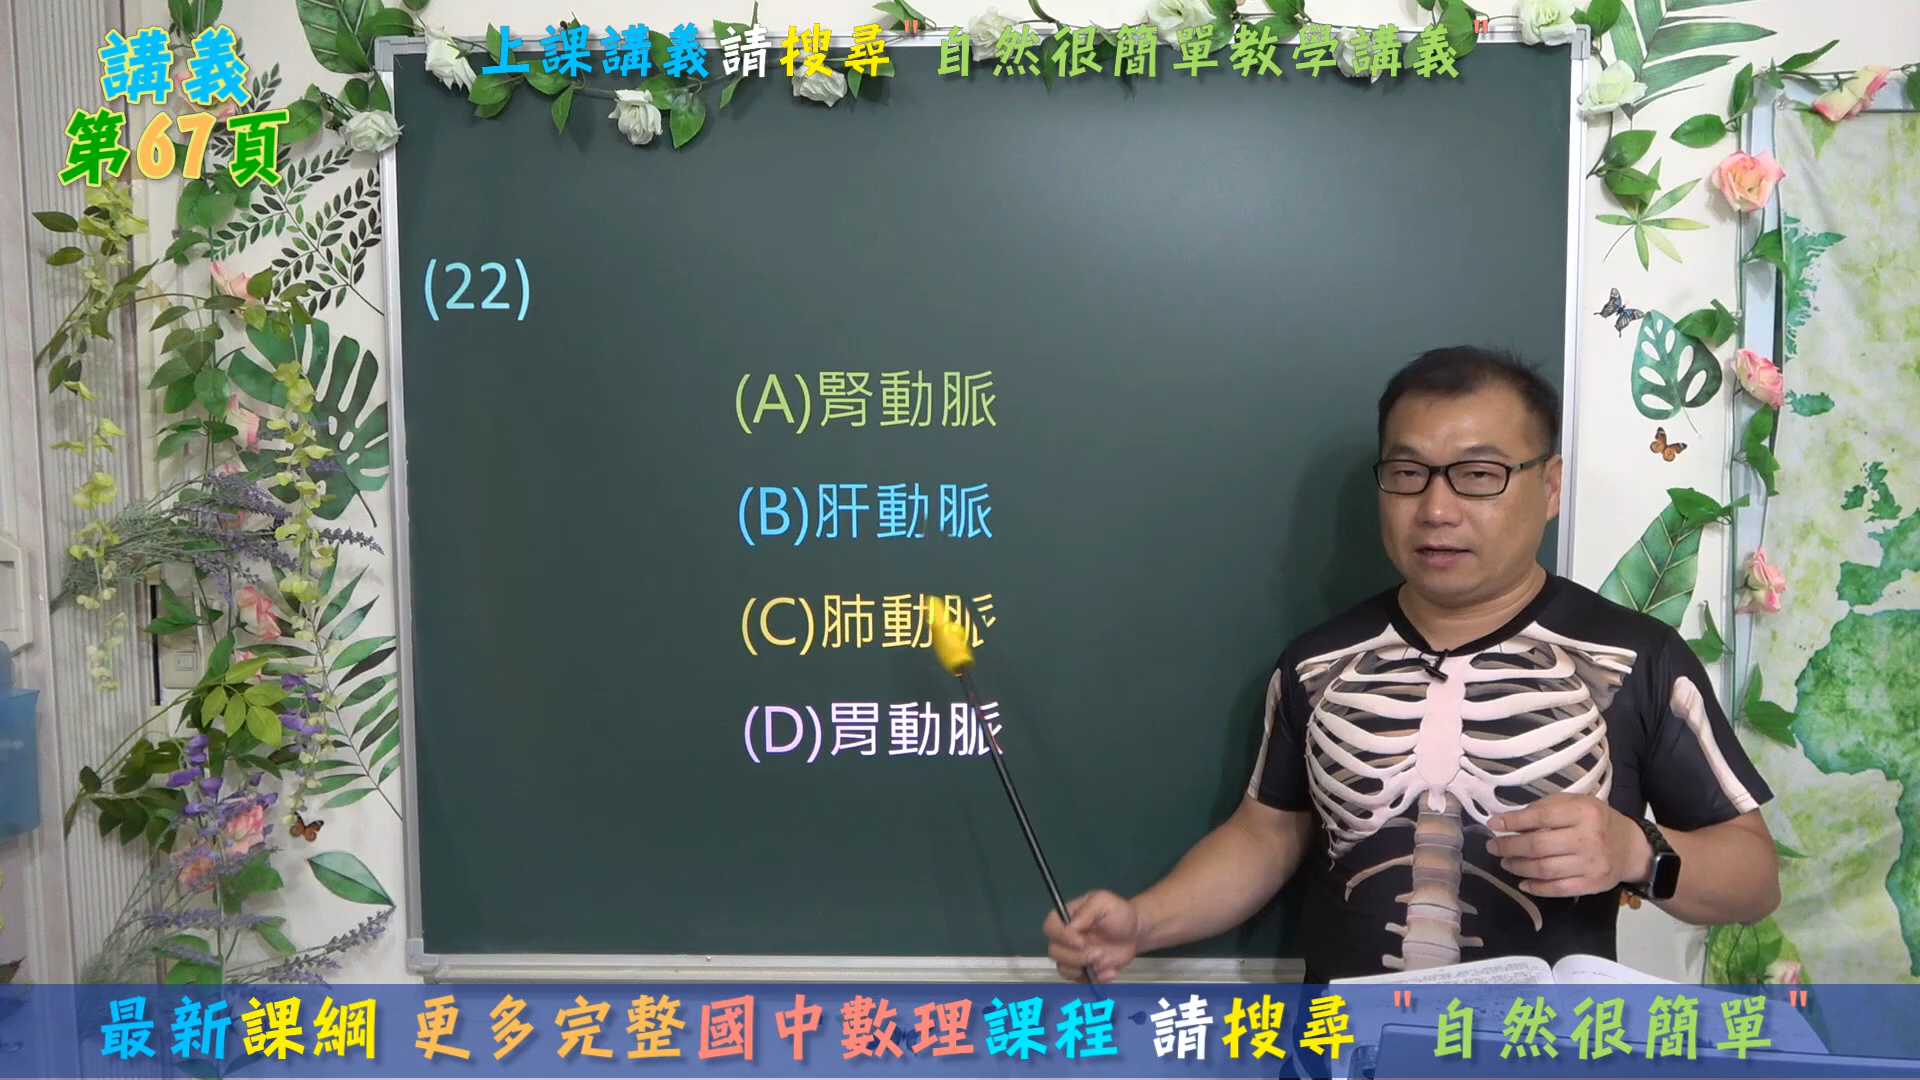 上課講義請搜尋"自然很簡單教學講義"
講義
第67頁
(22)
(A)腎動脈
(B)肝動脈
(C)肺動脈
(D)胃動脈
最新課綱 更多完整國中數理課程 請搜尋 "自然很簡單"